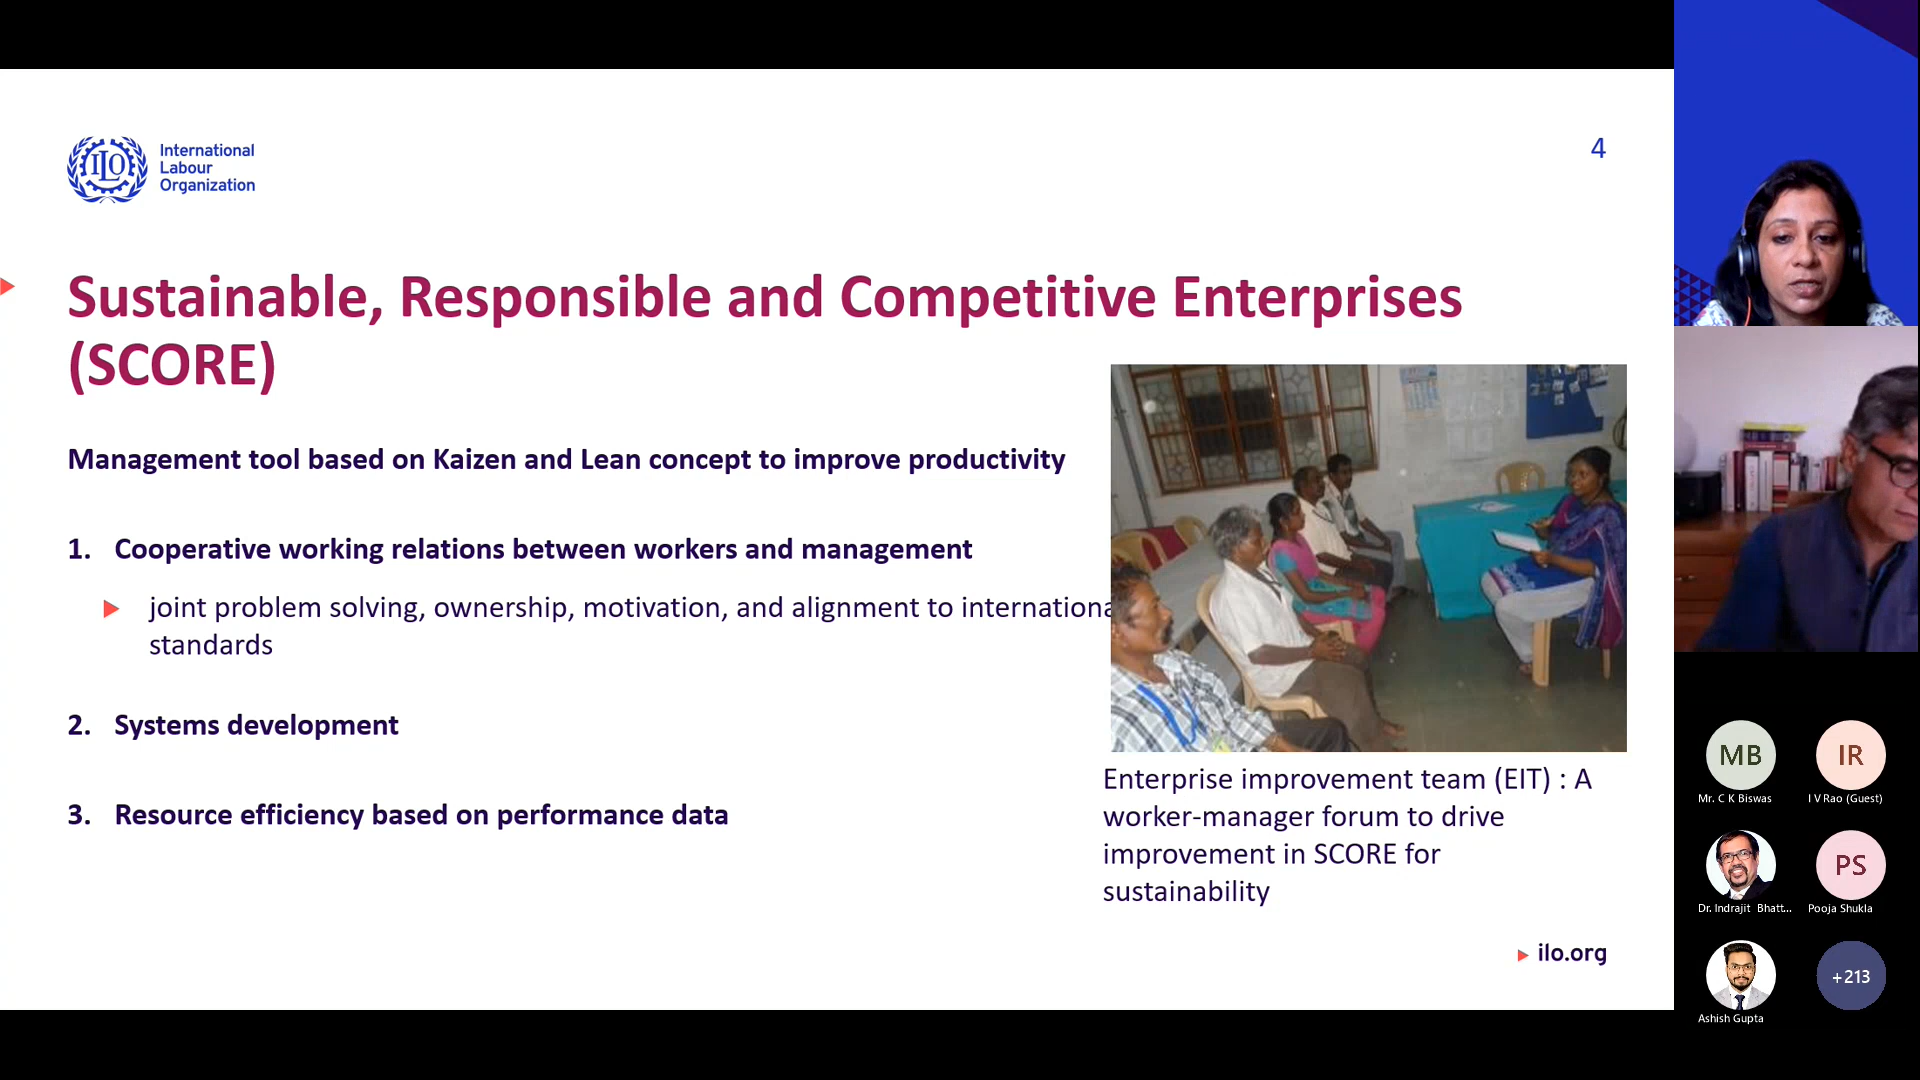 ILO
International
Labour
Organization
4
Sustainable, Responsible and Competitive Enterprises
(SCORE)
Management tool based on Kaizen and Lean concept to improve productivity
1. Cooperative working relations between workers and management
joint problem solving, ownership, motivation, and alignment to internationa
standards
2. Systems development
3. Resource efficiency based on performance data
Enterprise improvement team (EIT) : A
worker-manager forum to drive
improvement in SCORE for
sustainability
ilo.org
MB
Mr. C K Biswas
IR
I V Rao (Guest)
Dr. Indrajit Bhatt...
PS
Pooja Shukla
Ashish Gupta
+213